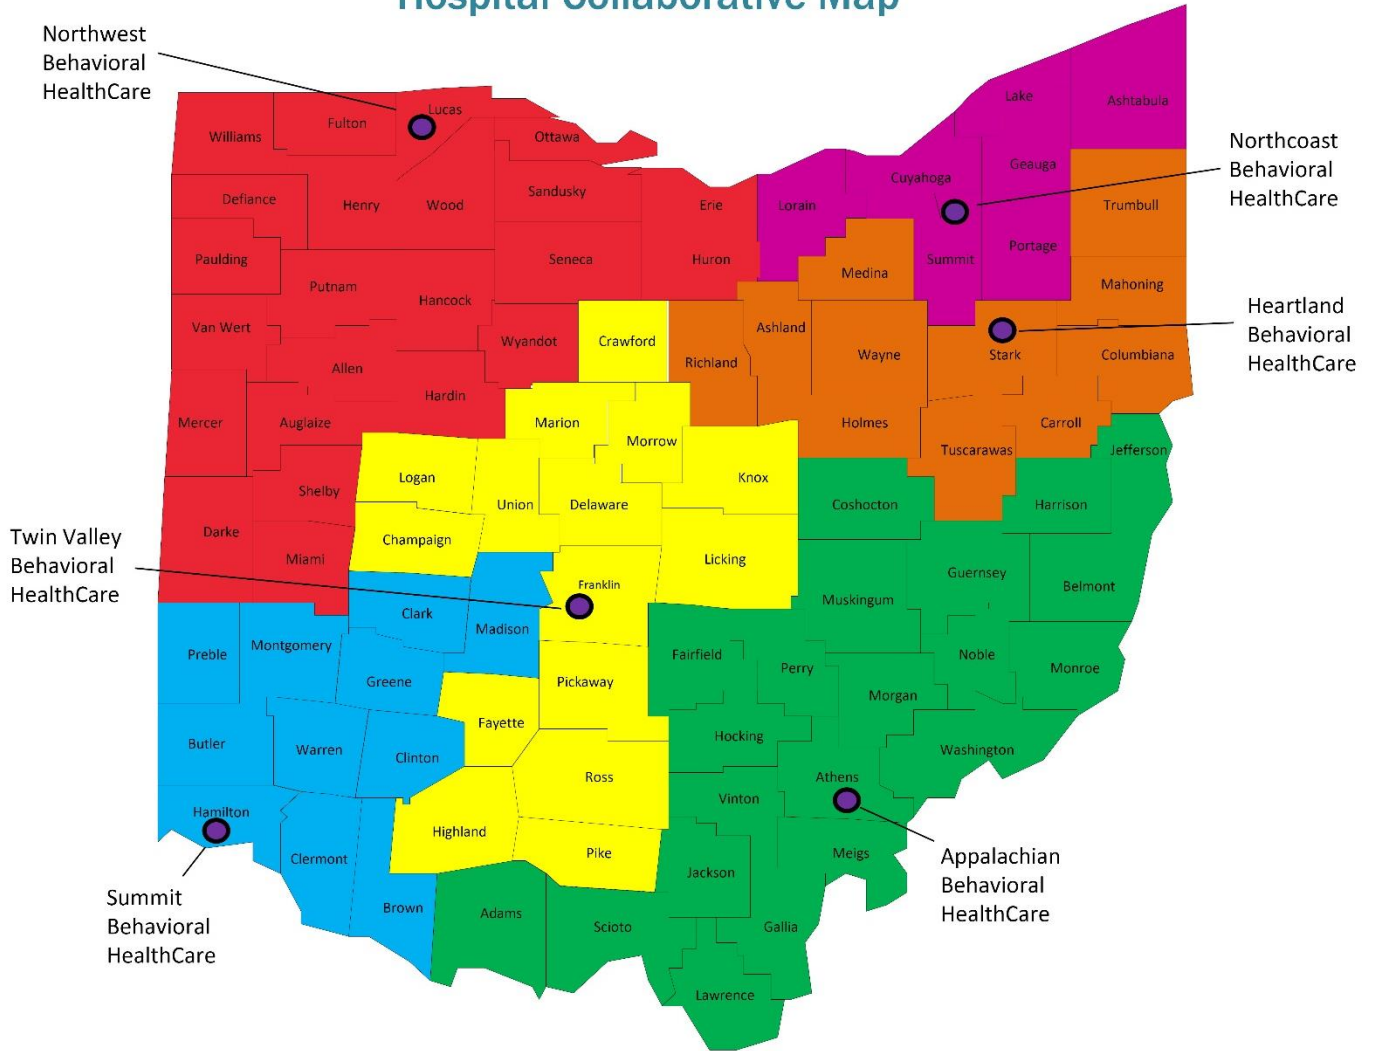 Hospital Collaborative Map
Northwest
Behavioral
HealthCare
Northcoast
Behavioral
HealthCare
Heartland
Behavioral
HealthCare
Twin Valley
Behavioral
HealthCare
Summit
Behavioral
HealthCare
Appalachian
Behavioral
HealthCare
Williams
Fulton
Lucas
Ottawa
Defiance
Henry
Wood
Sandusky
Erie
Paulding
Putnam
Hancock
Seneca
Huron
Van Wert
Allen
Wyandot
Mercer
Auglaize
Hardin
Shelby
Darke
Miami
Lake
Ashtabula
Geauga
Cuyahoga
Lorain
Summit
Portage
Trumbull
Medina
Mahoning
Ashland
Richland
Wayne
Stark
Columbiana
Holmes
Carroll
Tuscarawas
Crawford
Marion
Morrow
Logan
Union
Delaware
Knox
Champaign
Licking
Franklin
Pickaway
Fayette
Ross
Highland
Pike
Clark
Madison
Preble
Montgomery
Greene
Butler
Warren
Clinton
Hamilton
Clermont
Brown
Jefferson
Coshocton
Harrison
Guernsey
Belmont
Muskingum
Fairfield
Perry
Noble
Monroe
Morgan
Hocking
Washington
Athens
Vinton
Meigs
Jackson
Adams
Scioto
Gallia
Lawrence